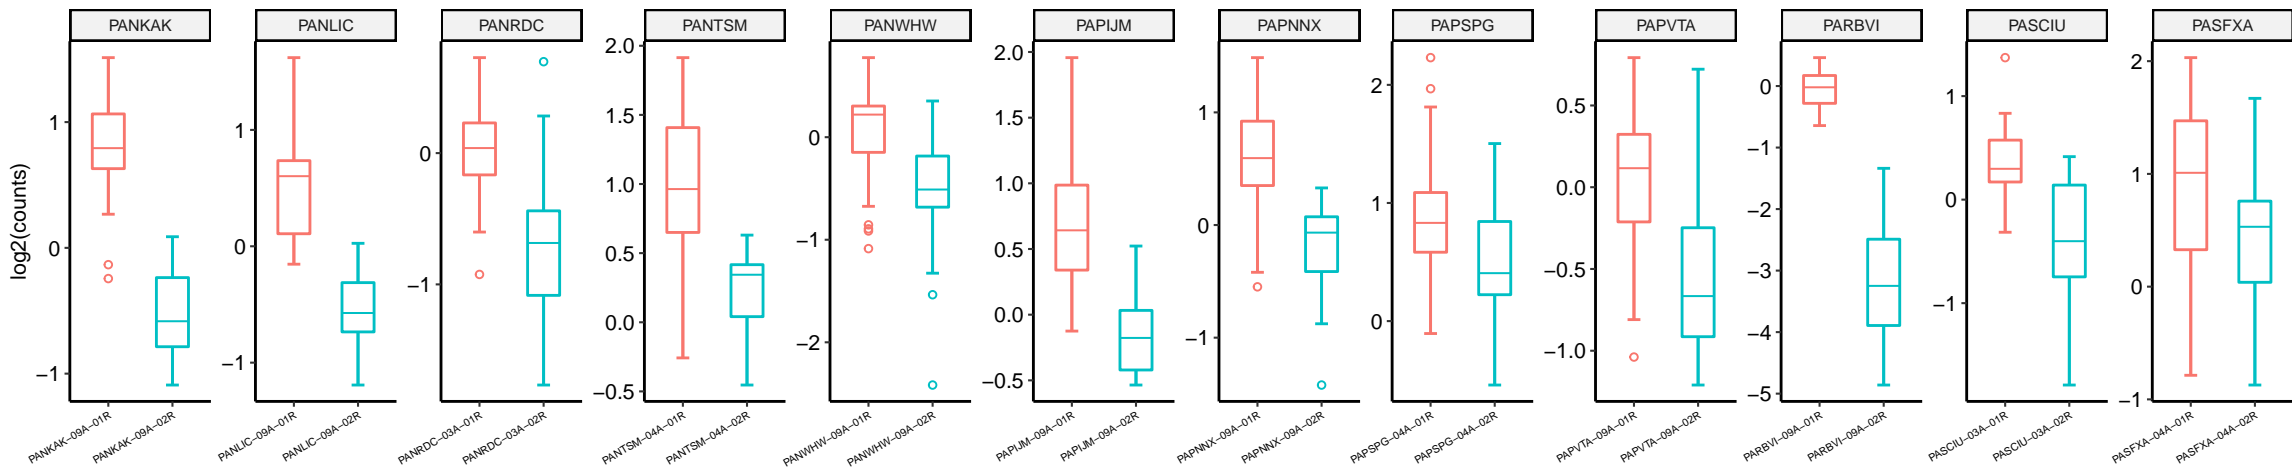 PANKAK PANLIC PANRDC PANTSM PANWHW PAPIJM PAPNNX PAPSPG PAPVTA PARBVI PASCIU PASFXA
log2(counts)
1
0
−1
1
0
−1
0
−1
2.0
1.5
1.0
0.5
0.0
−0.5
0
−1
−2
2.0
1.5
1.0
0.5
0.0
−0.5
1
0
−1
2
1
0
0.5
0.0
−0.5
−1.0
0
−1
−2
−3
−4
−5
1
0
−1
2
1
0
−1
PANKAK−09A−01R
PANKAK−09A−02R
PANLIC−09A−01R
PANLIC−09A−02R
PANRDC−03A−01R
PANRDC−03A−02R
PANTSM−04A−01R
PANTSM−04A−02R
PANWHW−09A−01R
PANWHW−09A−02R
PAPIJM−09A−01R
PAPIJM−09A−02R
PAPNNX−09A−01R
PAPNNX−09A−02R
PAPSPG−04A−01R
PAPSPG−04A−02R
PAPVTA−09A−01R
PAPVTA−09A−02R
PARBVI−09A−01R
PARBVI−09A−02R
PASCIU−03A−01R
PASCIU−03A−02R
PASFXA−04A−01R
PASFXA−04A−02R